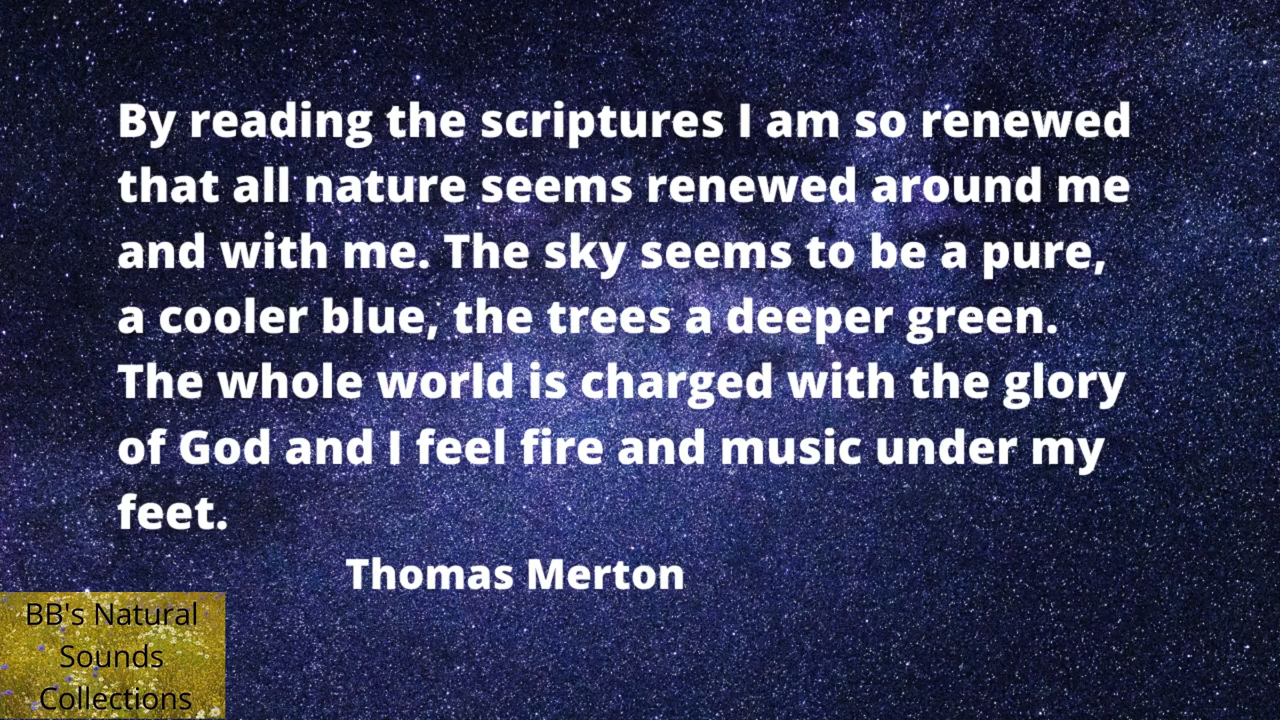 By reading the scriptures I am so renewed
that all nature seems renewed around me
and with me. The sky seems to be a pure,
a cooler blue, the trees a deeper green.
The whole world is charged with the glory
of God and I feel fire and music under my
feet.
Thomas Merton
BB's Natural
Sounds
Collections